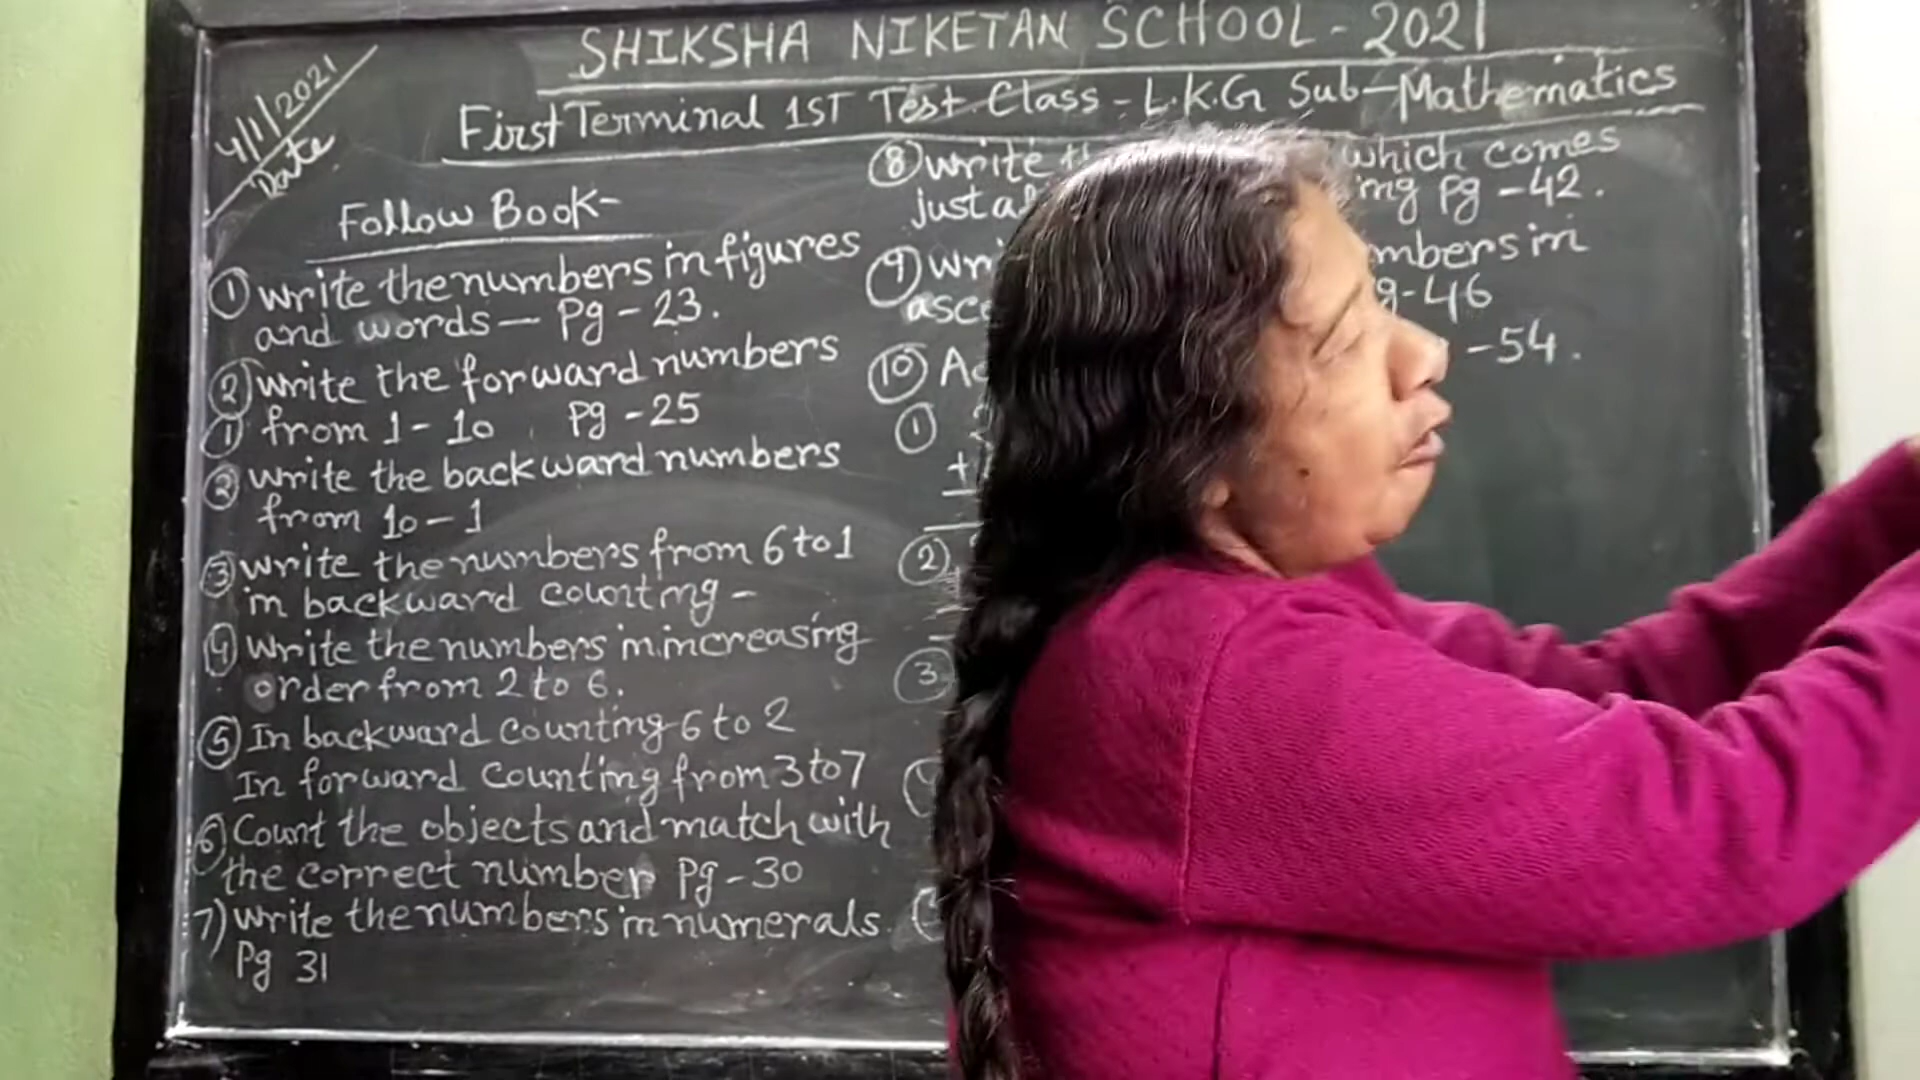 SHIKSHA NIKETAN SCHOOL - 2021
First Terminal 1ST Test Class - L.K.G Sub - Mathematics
4/1/2021
Date
Follow Book-
① write the numbers in figures
and words - Pg - 23.
② write the forward numbers
① from 1 - 10 Pg - 25
② write the backward numbers
from 10 - 1
③ write the numbers from 6 to 1
in backward counting -
④ write the numbers in increasing
order from 2 to 6.
⑤ In backward counting 6 to 2
In forward counting from 3 to 7
⑥ Count the objects and match with
the correct number Pg - 30
7) write the numbers in numerals.
Pg 31
⑧ write which comes
just Pg - 42.
⑨ in
- 46
⑩ - 54.
①
+
②
③